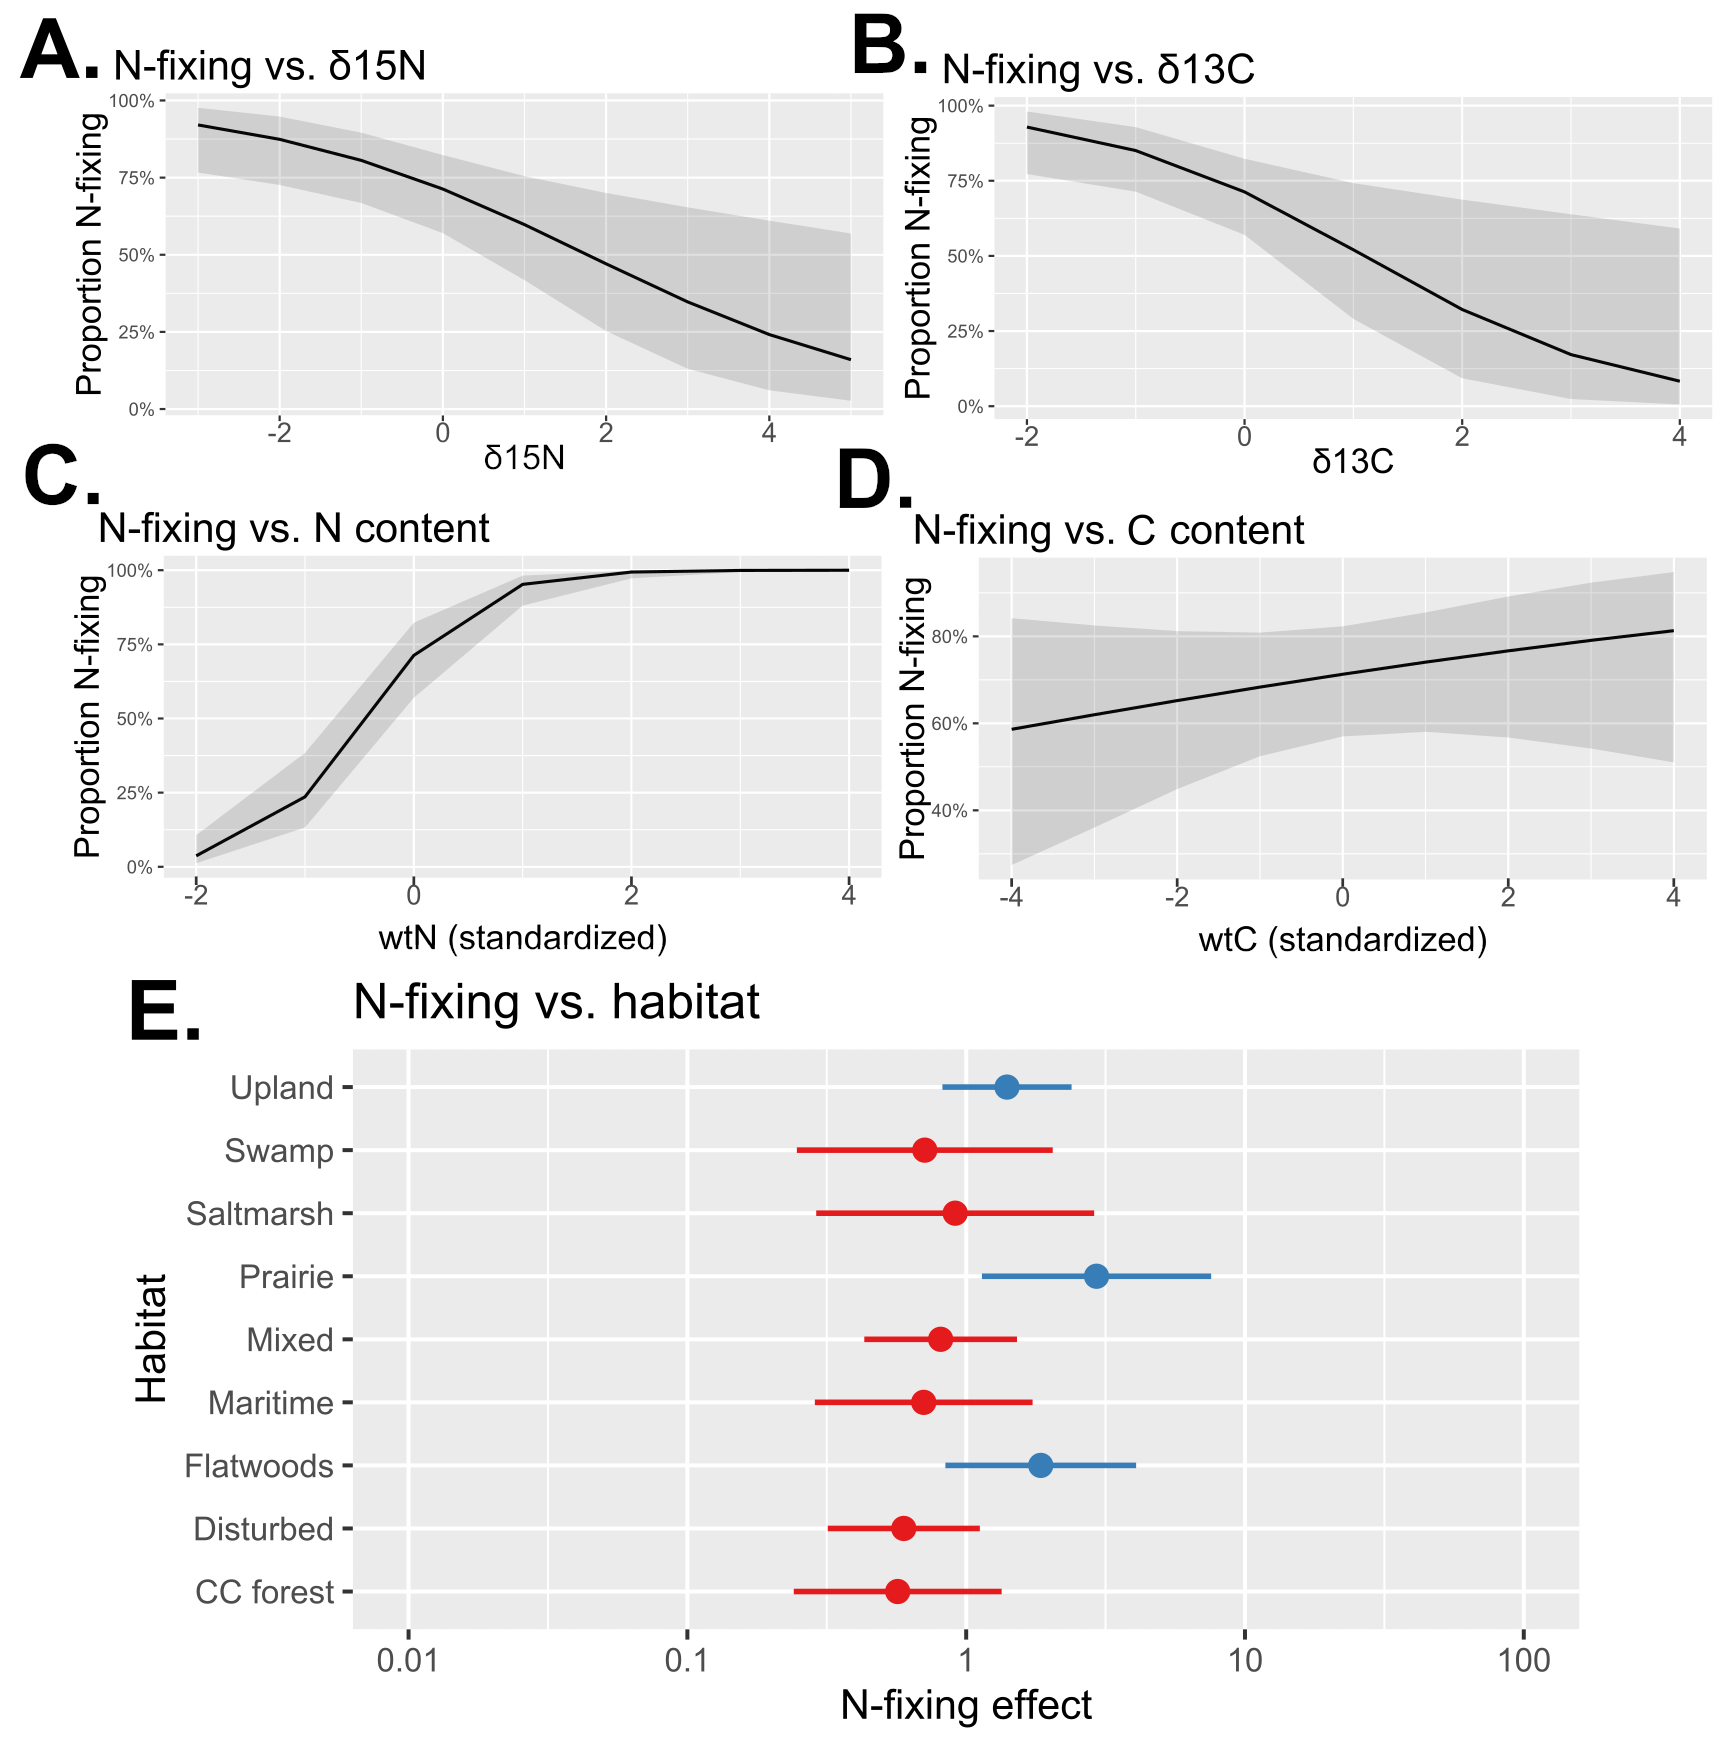 A. N-fixing vs. δ15N
Proportion N-fixing
100%
75%
50%
25%
0%
-2 0 2 4
δ15N
B. N-fixing vs. δ13C
Proportion N-fixing
100%
75%
50%
25%
0%
-2 0 2 4
δ13C
C.
N-fixing vs. N content
Proportion N-fixing
100%
75%
50%
25%
0%
-2 0 2 4
wtN (standardized)
D.
N-fixing vs. C content
Proportion N-fixing
80%
60%
40%
-4 -2 0 2 4
wtC (standardized)
E. N-fixing vs. habitat
Habitat
Upland
Swamp
Saltmarsh
Prairie
Mixed
Maritime
Flatwoods
Disturbed
CC forest
0.01 0.1 1 10 100
N-fixing effect